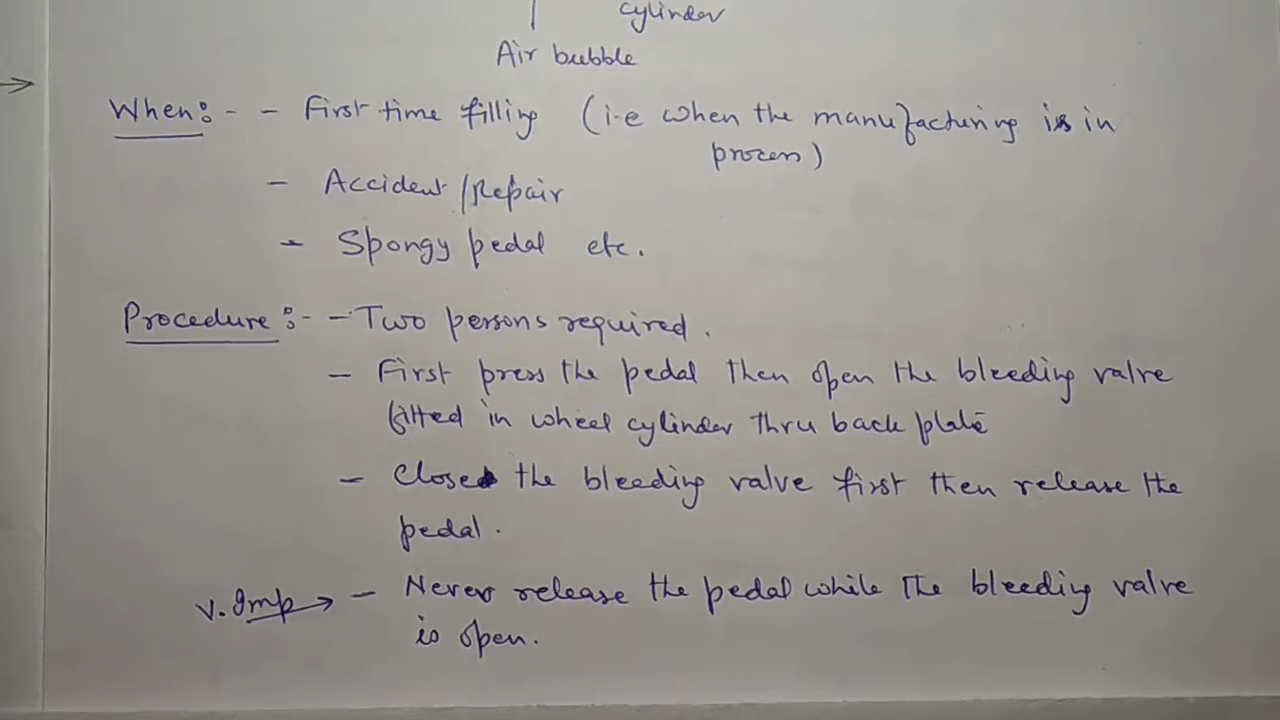 cylinder
Air bubble
When:- - First time filling (i.e when the manufacturing is in
process)
- Accident/Repair
- Spongy pedal etc.
Procedure:- - Two persons required.
- First press the pedal then open the bleeding valve
fitted in wheel cylinder thru back plate
- Close the bleeding valve first then release the
pedal.
V. Imp → - Never release the pedal while the bleeding valve
is open.